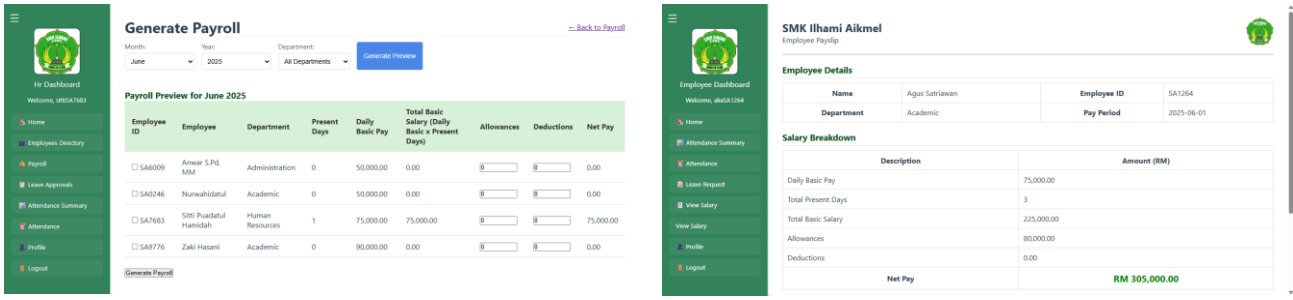 Hr Dashboard
Welcome, sittiSA7683
Home
Employees Directory
Payroll
Leave Approvals
Attendance Summary
Attendance
Profile
Logout
Generate Payroll
← Back to Payroll
Month: Year: Department:
June 2025 All Departments Generate Preview
Payroll Preview for June 2025
Employee ID Employee Department Present Days Daily Basic Pay Total Basic Salary (Daily Basic x Present Days) Allowances Deductions Net Pay
SA6009 Anwar S.Pd, MM Administration 0 50,000.00 0.00 0 0 0.00
SA0246 Nurwahidatul Academic 0 50,000.00 0.00 0 0 0.00
SA7683 Sitti Puadatul Hamidah Human Resources 1 75,000.00 75,000.00 0 0 75,000.00
SA9776 Zaki Hasani Academic 0 90,000.00 0.00 0 0 0.00
Generate Payroll
Employee Dashboard
Welcome, aliaSA1264
Home
Attendance Summary
Attendance
Leave Request
View Salary
View Salary
Profile
Logout
SMK Ilhami Aikmel
Employee Payslip
Employee Details
Name Agus Satriawan Employee ID SA1264
Department Academic Pay Period 2025-06-01
Salary Breakdown
Description Amount (RM)
Daily Basic Pay 75,000.00
Total Present Days 3
Total Basic Salary 225,000.00
Allowances 80,000.00
Deductions 0.00
Net Pay RM 305,000.00